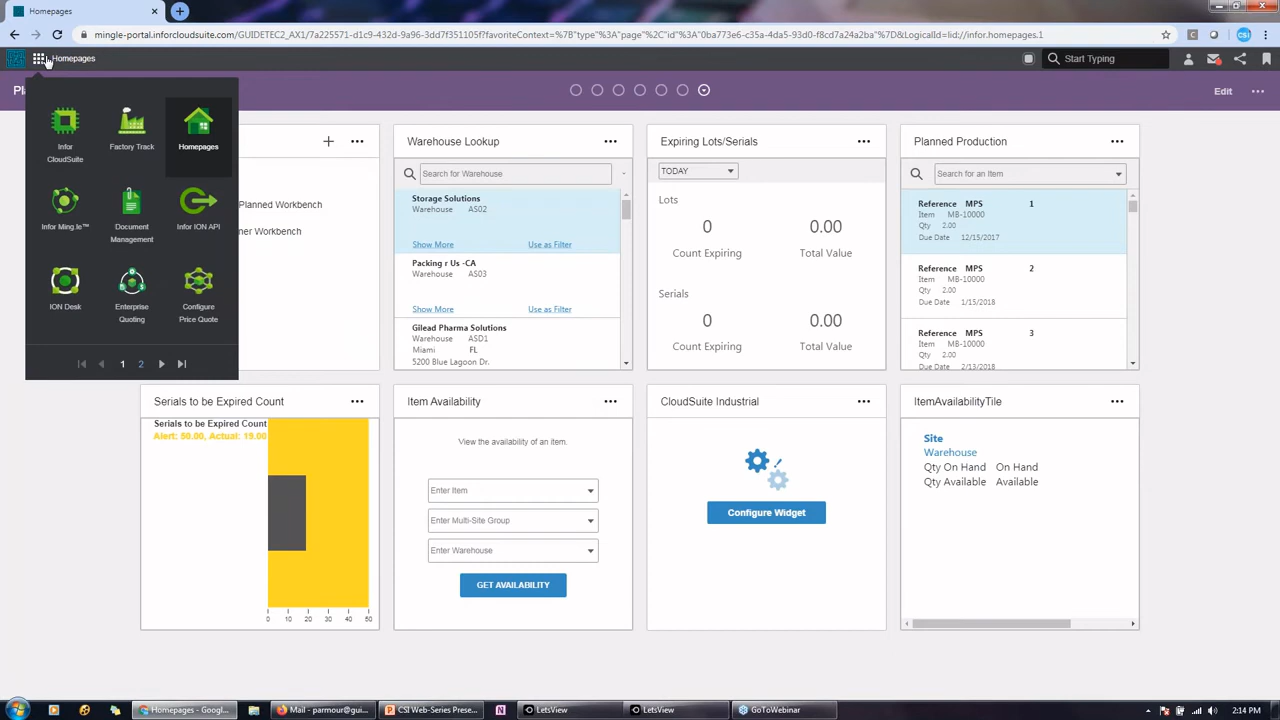 Homepages
mingle-portal.inforcloudsuite.com/GUIDETEC2_AX1/7a225571-d1c9-4c32-9a96-3dd7f351105f?favoriteContext=%7B"type"%3A"page"%2C"id"%3A"0ba773e6-cf35-4a9a-95b3-8cf7d7a24a2a"%7D&LogicalId=lid://infor.homepages.1
CSI
Homepages
Start Typing
Edit
Infor
CloudSuite
Factory Track
Homepages
Infor Ming.le™
Document
Management
Infor ION API
ION Desk
Enterprise
Quoting
Configure
Price Quote
1 2
Planned Workbench
ner Workbench
Warehouse Lookup
Search for Warehouse
Storage Solutions
Warehouse AS02
Show More Use as Filter
Packing r Us -CA
Warehouse AS03
Show More Use as Filter
Gilead Pharma Solutions
Warehouse ASD1
Miami FL
5200 Blue Lagoon Dr.
Expiring Lots/Serials
TODAY
Lots
0 0.00
Count Expiring Total Value
Serials
0 0.00
Count Expiring Total Value
Planned Production
Search for an Item
Reference MPS 1
Item MB-10000
Qty 2.00
Due Date 12/15/2017
Reference MPS 2
Item MB-10000
Qty 2.00
Due Date 1/15/2018
Reference MPS 3
Item MB-10000
Qty 2.00
Due Date 2/13/2018
Serials to be Expired Count
Serials to be Expired Count
Alert: 50.00, Actual: 19.00
0 10 20 30 40 50
Item Availability
View the availability of an item.
Enter Item
Enter Multi-Site Group
Enter Warehouse
GET AVAILABILITY
CloudSuite Industrial
Configure Widget
ItemAvailabilityTile
Site
Warehouse
Qty On Hand On Hand
Qty Available Available
Homepages - Googl...
Mail - parmour@gui...
CSI Web-Series Prese...
LetsView
LetsView
GoToWebinar
2:14 PM